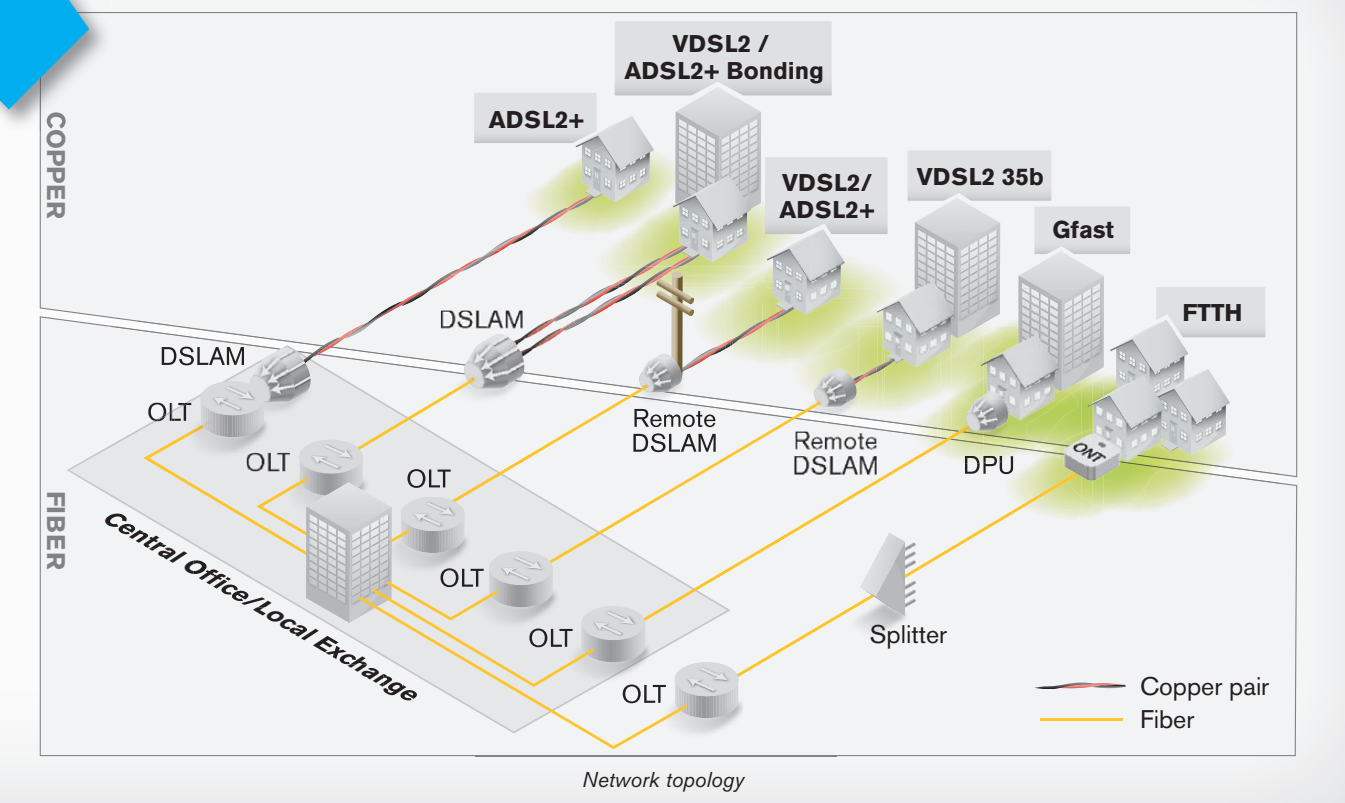 COPPER
FIBER
VDSL2 /
ADSL2+ Bonding
ADSL2+
VDSL2/
ADSL2+
VDSL2 35b
Gfast
FTTH
DSLAM
DSLAM
OLT
OLT
OLT
Remote
DSLAM
Remote
DSLAM
DPU
ONT
OLT
OLT
OLT
Splitter
Central Office/Local Exchange
Copper pair
Fiber
Network topology